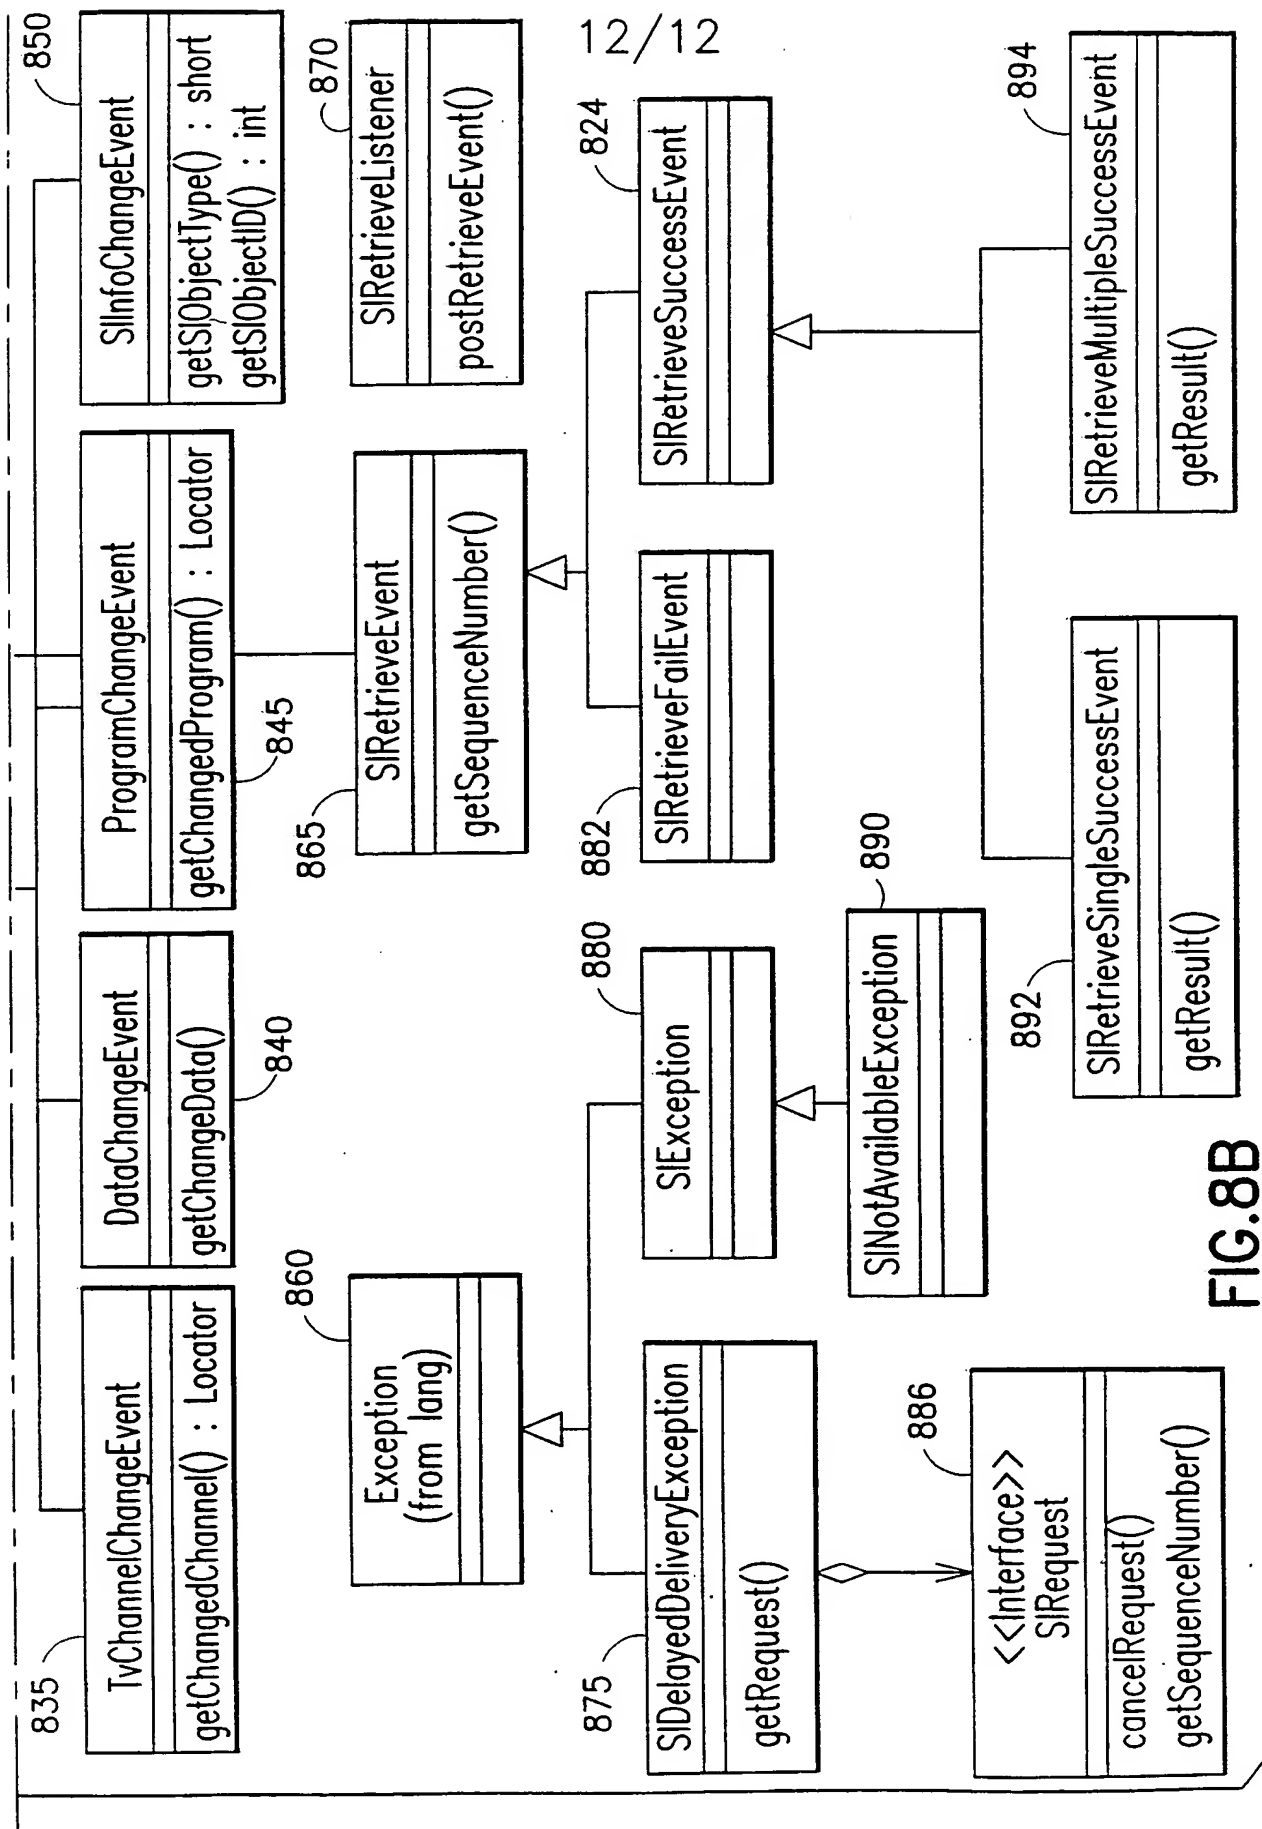 12/12
835
TvChannelChangeEvent
getChangedChannel() : Locator
DataChangeEvent
getChangeData()
840
ProgramChangeEvent
getChangedProgram() : Locator
845
850
SIInfoChangeEvent
getSIObjectType() : short
getSIObjectID() : int
860
Exception
(from lang)
865
SIRetrieveEvent
getSequenceNumber()
870
SIRetrieveListener
postRetrieveEvent()
875
SIDelayedDeliveryException
getRequest()
880
SIException
882
SIRetrieveFailEvent
824
SIRetrieveSuccessEvent
890
SINotAvailableException
886
<<Interface>>
SIRequest
cancelRequest()
getSequenceNumber()
892
SIRetrieveSingleSuccessEvent
getResult()
894
SIRetrieveMultipleSuccessEvent
getResult()
FIG.8B